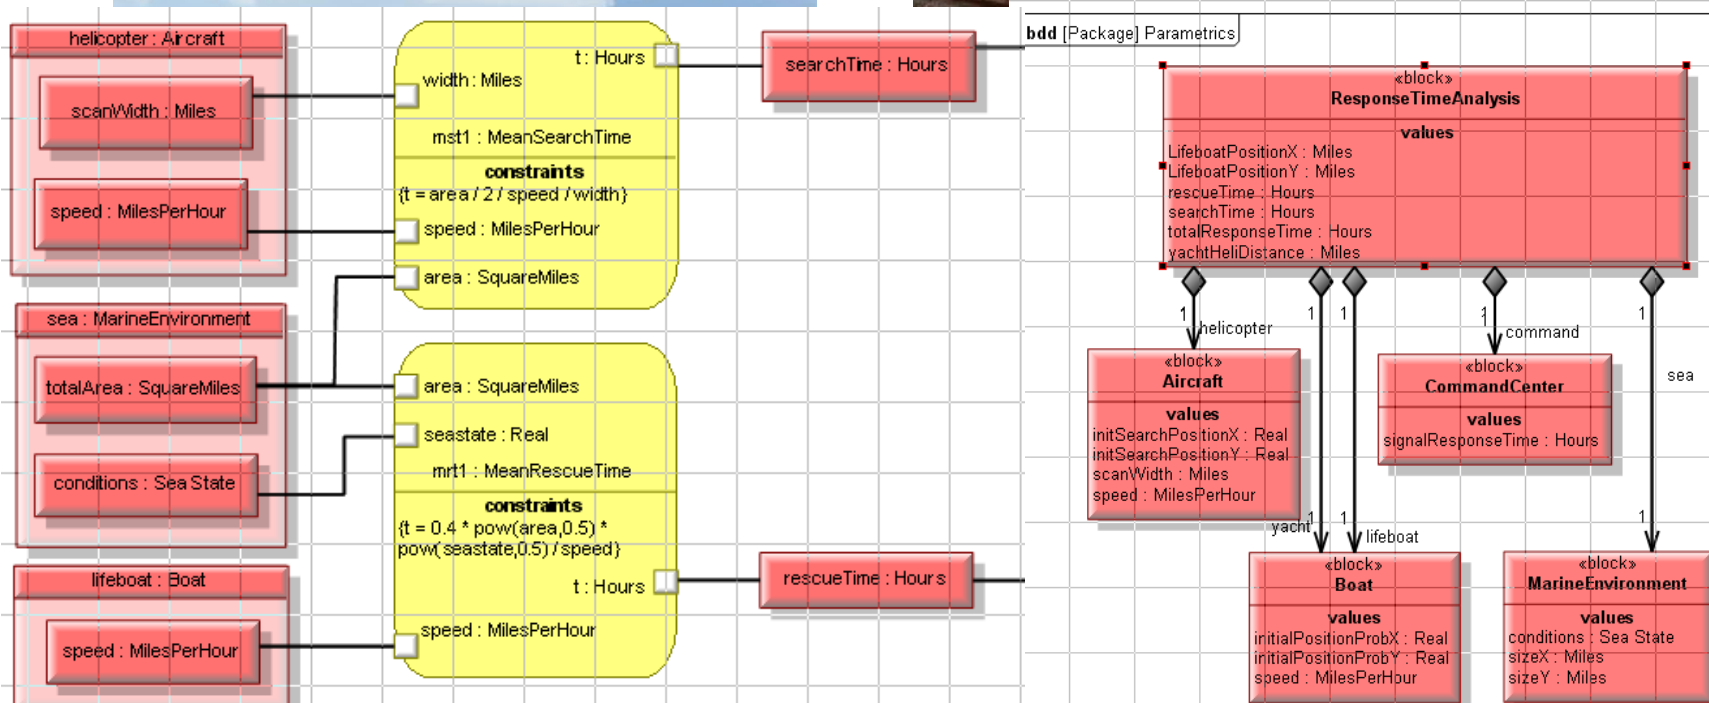 helicopter : Aircraft
scanWidth : Miles
speed : MilesPerHour
sea : MarineEnvironment
totalArea : SquareMiles
conditions : Sea State
lifeboat : Boat
speed : MilesPerHour
t : Hours
width : Miles
mst1 : MeanSearchTime
constraints
{t = area / 2 / speed / width}
speed : MilesPerHour
area : SquareMiles
area : SquareMiles
seastate : Real
mrt1 : MeanRescueTime
constraints
{t = 0.4 * pow(area,0.5) *
pow(seastate,0.5) / speed}
t : Hours
speed : MilesPerHour
searchTime : Hours
rescueTime : Hours
bdd [Package] Parametrics
«block»
ResponseTimeAnalysis
values
LifeboatPositionX : Miles
LifeboatPositionY : Miles
rescueTime : Hours
searchTime : Hours
totalResponseTime : Hours
yachtHeliDistance : Miles
1
1
1
1
1
helicopter
command
sea
«block»
Aircraft
values
initSearchPositionX : Real
initSearchPositionY : Real
scanWidth : Miles
speed : MilesPerHour
«block»
CommandCenter
values
signalResponseTime : Hours
1
1
1
yacht
lifeboat
«block»
Boat
values
initialPositionProbX : Real
initialPositionProbY : Real
speed : MilesPerHour
«block»
MarineEnvironment
values
conditions : Sea State
sizeX : Miles
sizeY : Miles